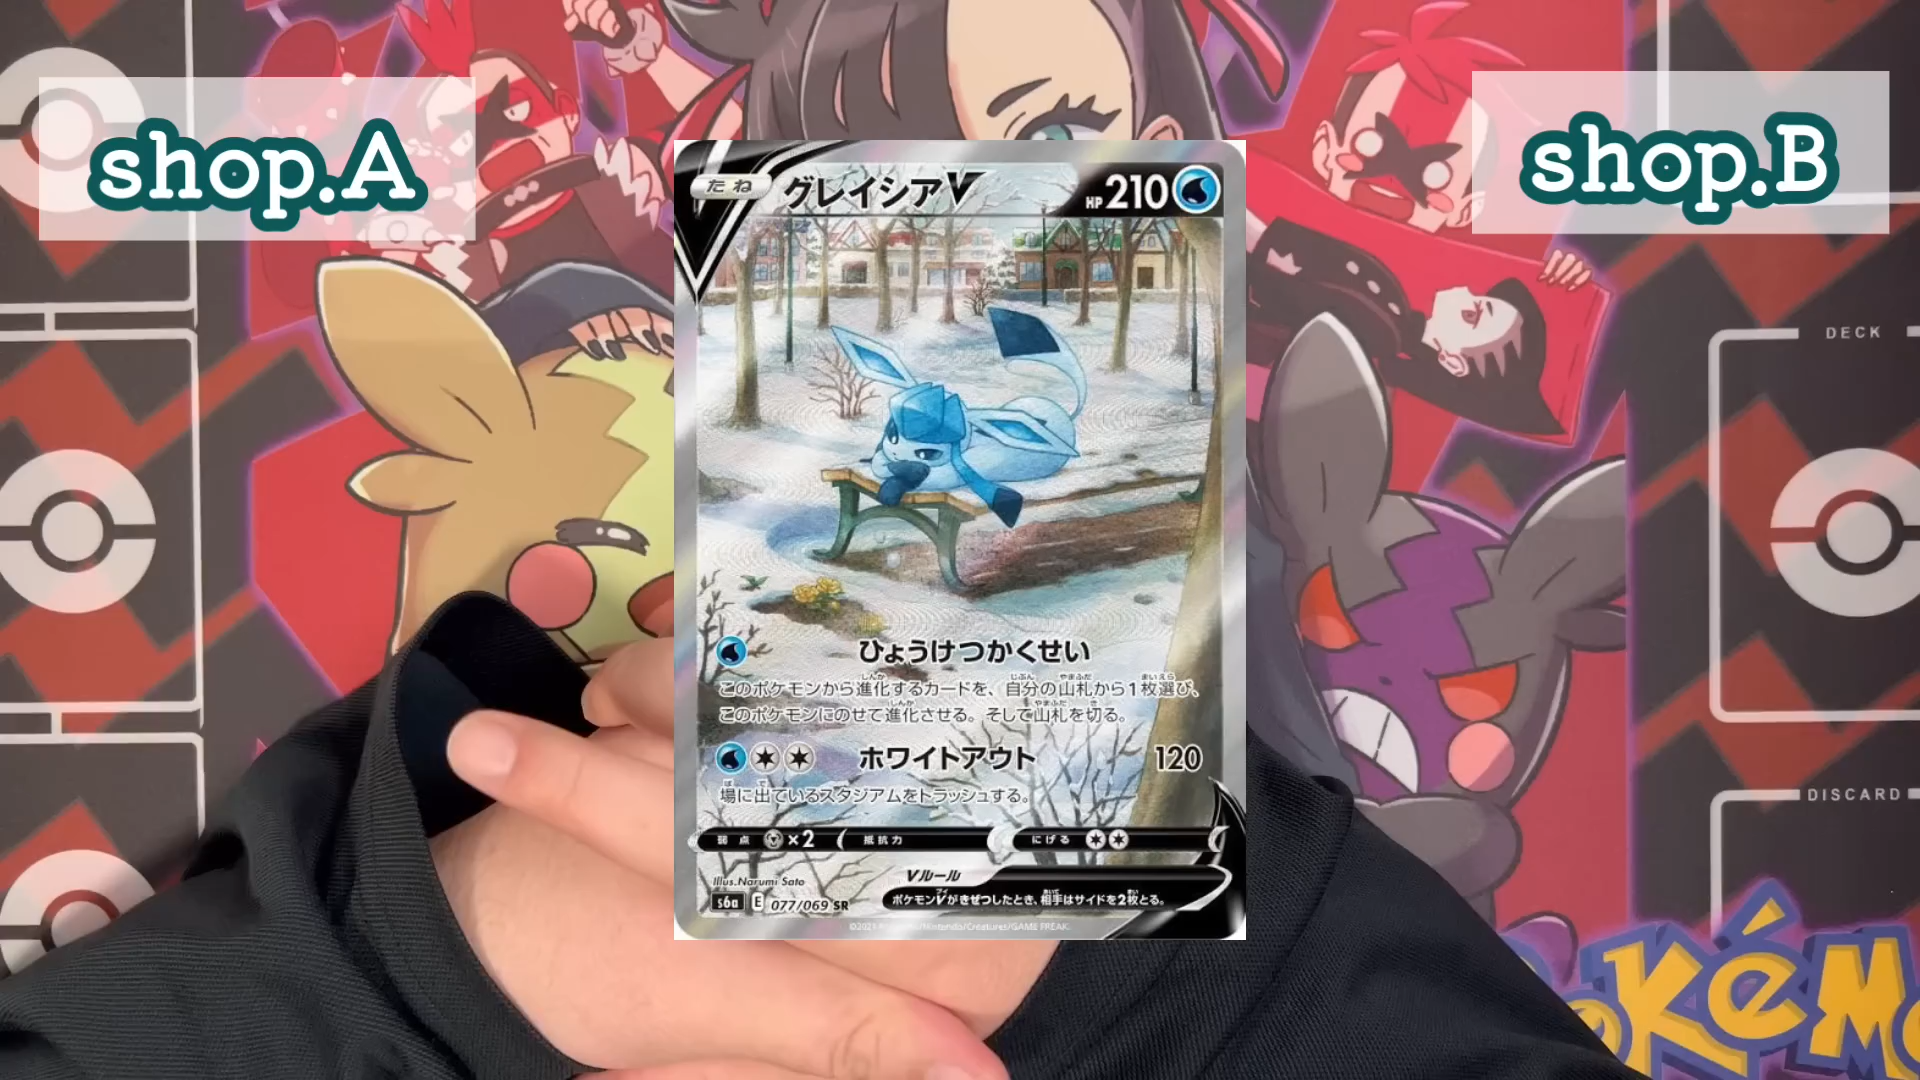 shop.A
shop.B
たね
グレイシアV
HP 210
ひょうけつかくせい
このポケモンから進化するカードを、自分の山札から1枚選び、
このポケモンにのせて進化させる。そして山札を切る。
ホワイトアウト 120
場に出ているスタジアムをトラッシュする。
弱点 ×2 抵抗力 にげる
Illus. Narumi Sato
Vルール
ポケモンVがきぜつしたとき、相手はサイドを2枚とる。
s6a E 077/069 SR
DECK
DISCARD